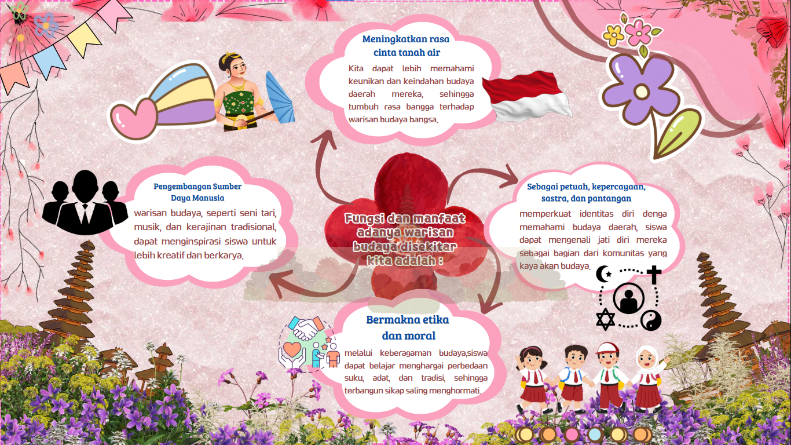 Meningkatkan rasa
cinta tanah air
Kita dapat lebih memahami
keunikan dan keindahan budaya
daerah mereka, sehingga
tumbuh rasa bangga terhadap
warisan budaya bangsa.
Pengembangan Sumber
Daya Manusia
warisan budaya, seperti seni tari,
musik, dan kerajinan tradisional,
dapat menginspirasi siswa untuk
lebih kreatif dan berkarya.
Fungsi dan manfaat
adanya warisan
budaya disekitar
kita adalah :
Sebagai petuah, kepercayaan,
sastra, dan pantangan
memperkuat identitas diri denga
memahami budaya daerah, siswa
dapat mengenali jati diri mereka
sebagai bagian dari komunitas yang
kaya akan budaya.
Bermakna etika
dan moral
melalui keberagaman budaya,siswa
dapat belajar menghargai perbedaan
suku, adat, dan tradisi, sehingga
terbangun sikap saling menghormati.